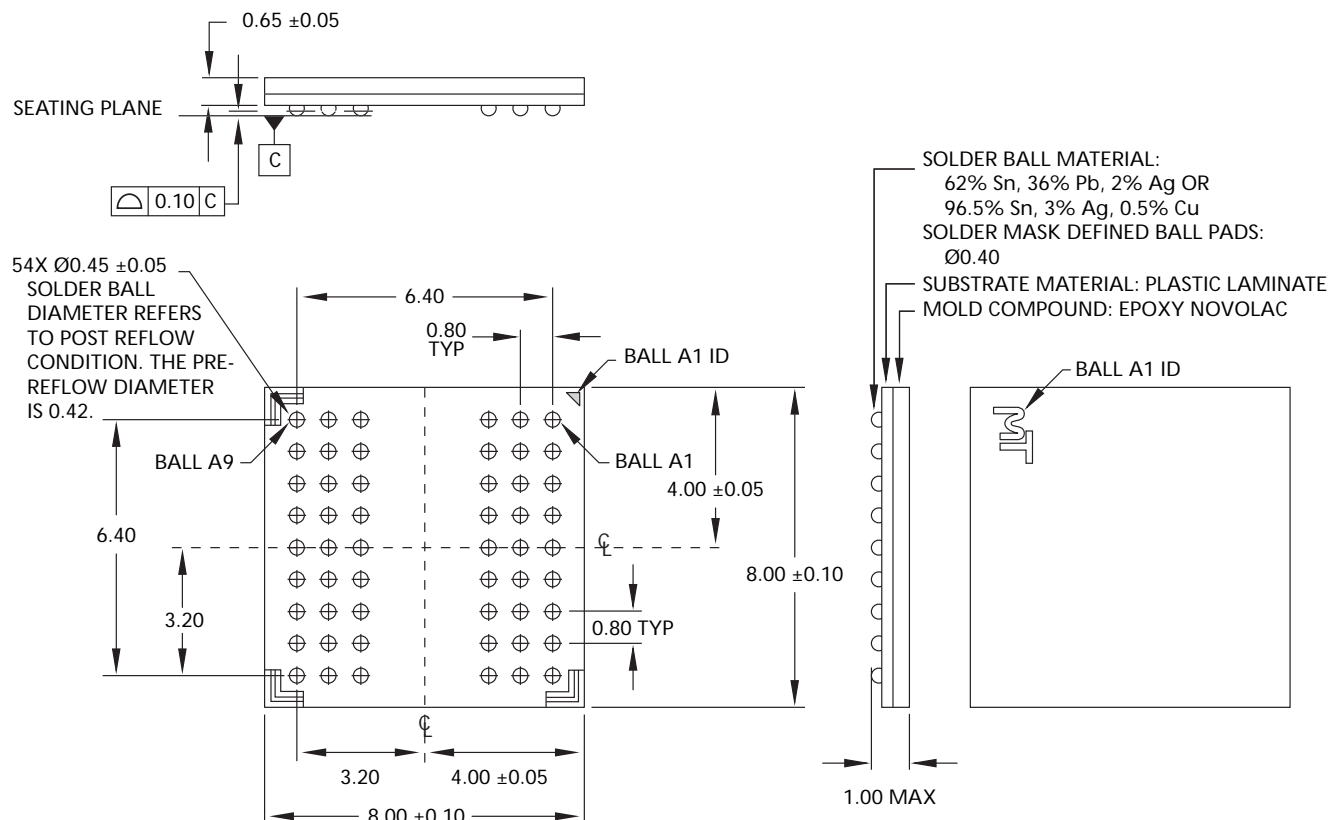 0.65 ±0.05
SEATING PLANE
C
0.10 C
SOLDER BALL MATERIAL:
62% Sn, 36% Pb, 2% Ag OR
96.5% Sn, 3% Ag, 0.5% Cu
SOLDER MASK DEFINED BALL PADS:
Ø0.40
SUBSTRATE MATERIAL: PLASTIC LAMINATE
MOLD COMPOUND: EPOXY NOVOLAC
54X Ø0.45 ±0.05
SOLDER BALL
DIAMETER REFERS
TO POST REFLOW
CONDITION. THE PRE-
REFLOW DIAMETER
IS 0.42.
6.40
0.80
TYP
BALL A1 ID
BALL A1 ID
BALL A9
BALL A1
4.00 ±0.05
6.40
℄
8.00 ±0.10
3.20
0.80 TYP
℄
3.20
4.00 ±0.05
1.00 MAX
8.00 ±0.10